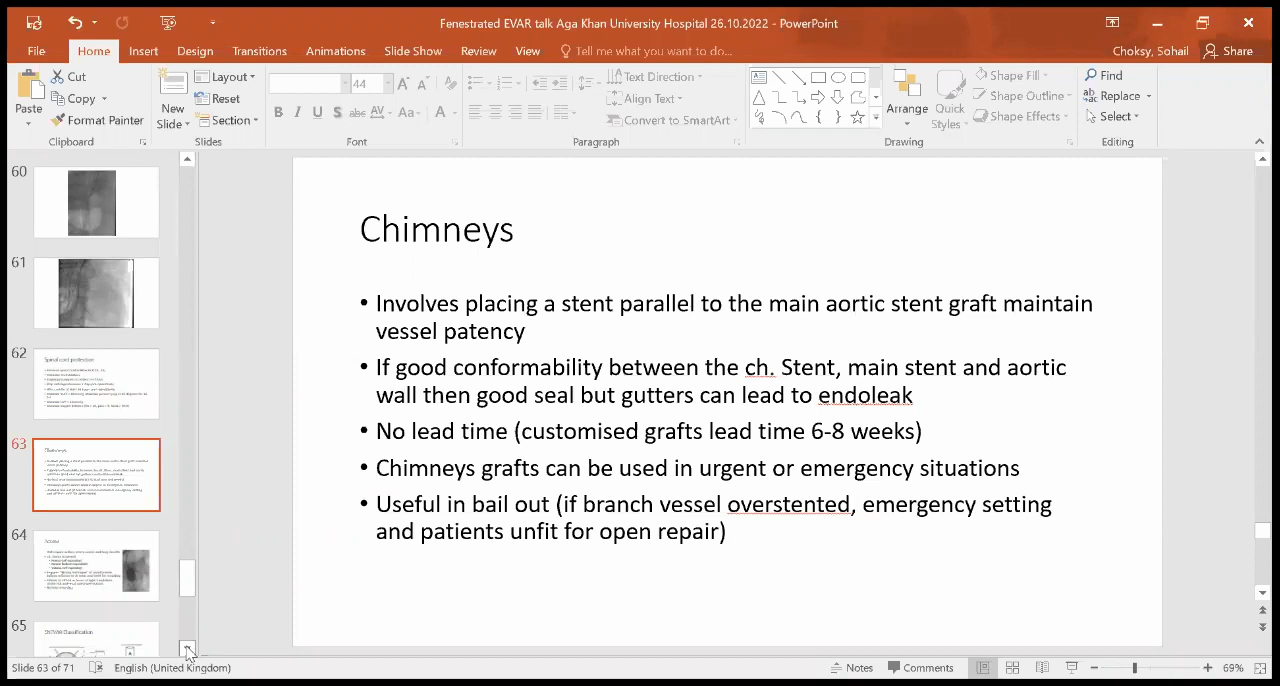 Fenestrated EVAR talk Aga Khan University Hospital 26.10.2022 - PowerPoint
File Home Insert Design Transitions Animations Slide Show Review View Tell me what you want to do... Choksy, Sohail Share
Paste
Cut
Copy
Format Painter
Clipboard
New Slide
Layout
Reset
Section
Slides
44
B I U S abc AV Aa A
Font
Text Direction
Align Text
Convert to SmartArt
Paragraph
Arrange
Quick Styles
Shape Fill
Shape Outline
Shape Effects
Drawing
Find
Replace
Select
Editing
60
61
62
Spinal cord protection
63
Chimneys
64
65
Chimneys
• Involves placing a stent parallel to the main aortic stent graft maintain
vessel patency
• If good conformability between the ch. Stent, main stent and aortic
wall then good seal but gutters can lead to endoleak
• No lead time (customised grafts lead time 6-8 weeks)
• Chimneys grafts can be used in urgent or emergency situations
• Useful in bail out (if branch vessel overstented, emergency setting
and patients unfit for open repair)
Slide 63 of 71 English (United Kingdom) Notes Comments 69%